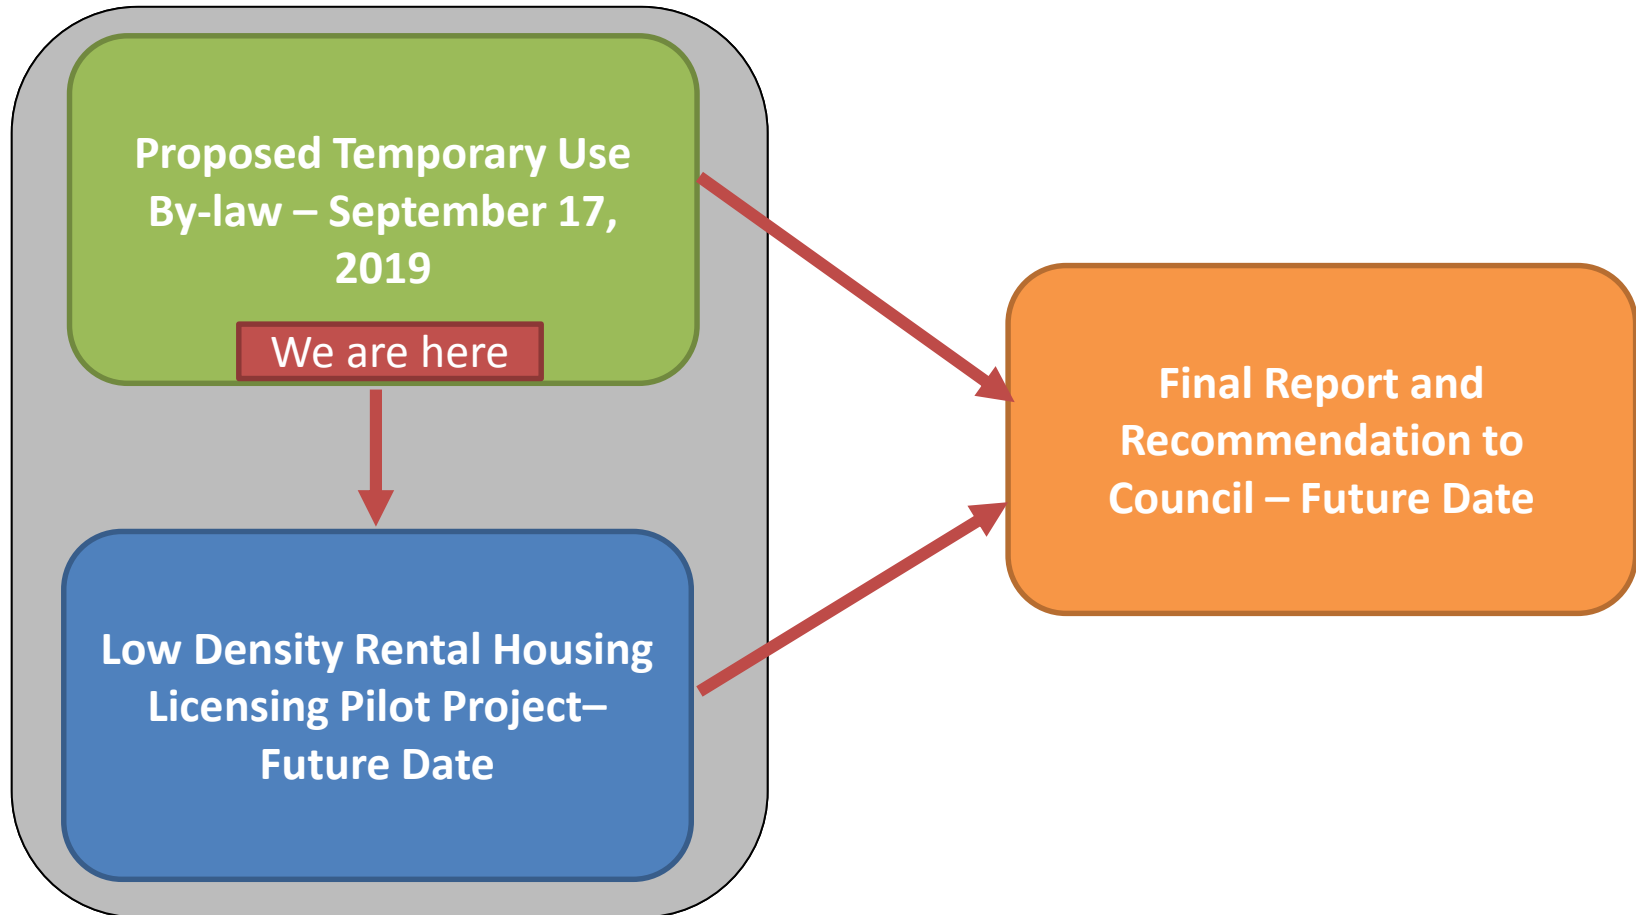 Proposed Temporary Use
By-law – September 17,
2019
We are here
Low Density Rental Housing
Licensing Pilot Project–
Future Date
Final Report and
Recommendation to
Council – Future Date